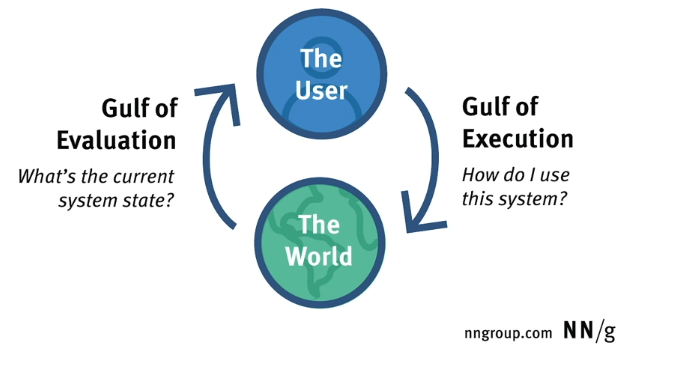 The
User
Gulf of
Evaluation
What's the current
system state?
Gulf of
Execution
How do I use
this system?
The
World
nngroup.com NN/g